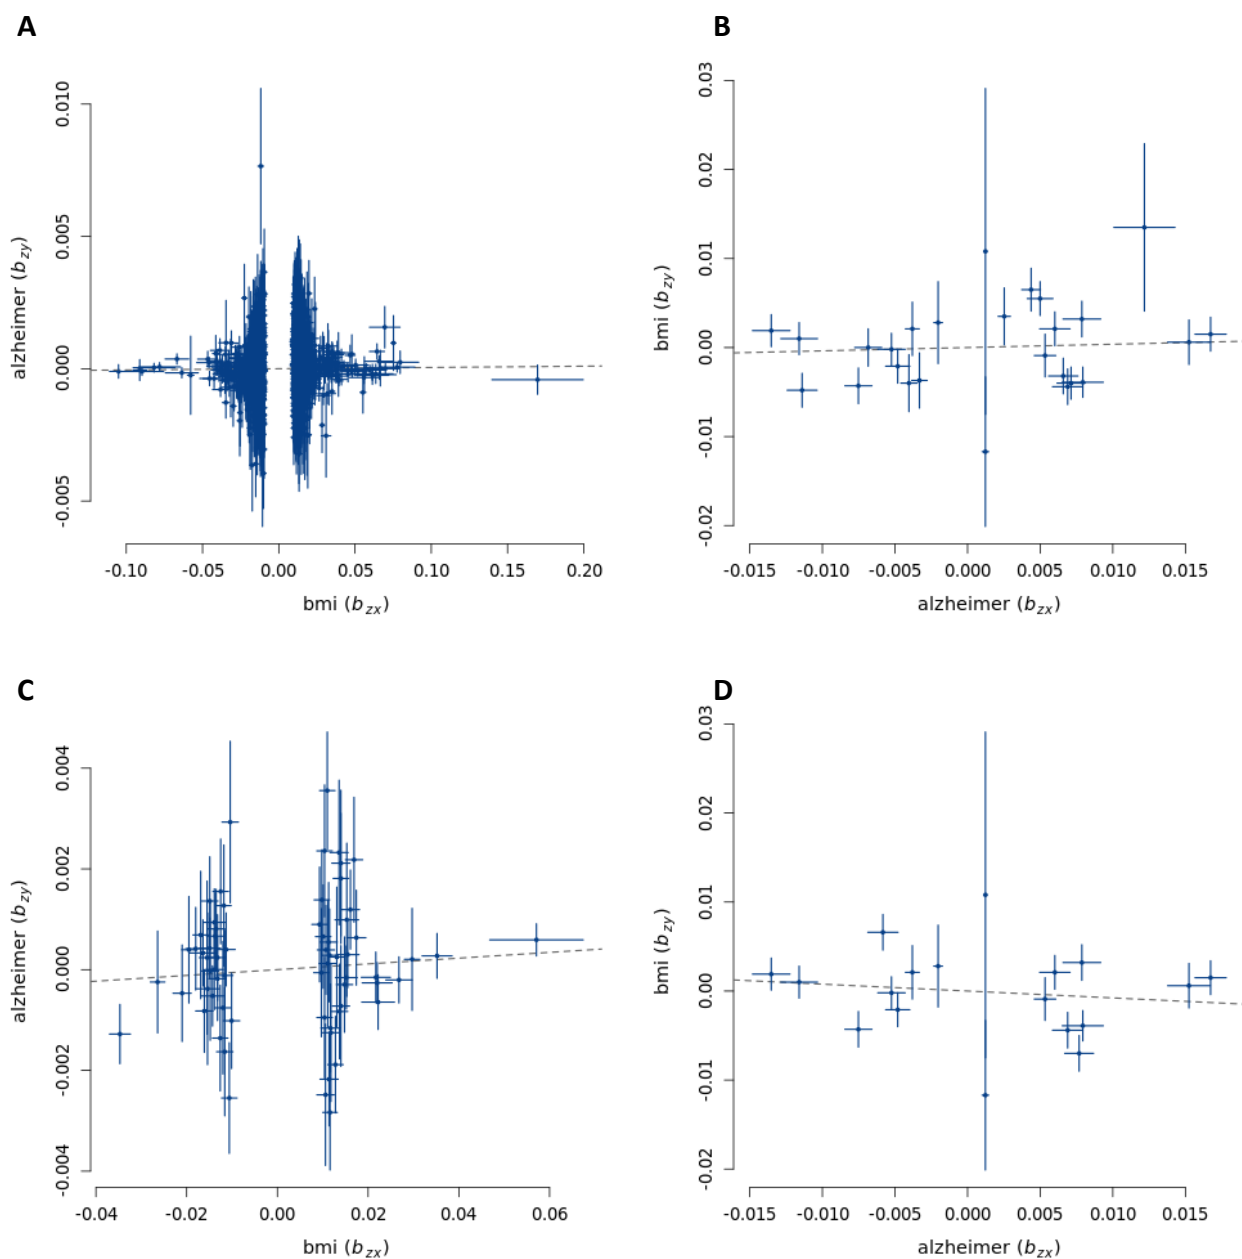 A
0.010
0.005
0.000
-0.005
alzheimer (bzy)
-0.10 -0.05 0.00 0.05 0.10 0.15 0.20
bmi (bzx)
B
0.03
0.02
0.01
0.00
-0.01
-0.02
bmi (bzy)
-0.015 -0.010 -0.005 0.000 0.005 0.010 0.015
alzheimer (bzx)
C
0.004
0.002
0.000
-0.002
-0.004
alzheimer (bzy)
-0.04 -0.02 0.00 0.02 0.04 0.06
bmi (bzx)
D
0.03
0.02
0.01
0.00
-0.01
-0.02
bmi (bzy)
-0.015 -0.010 -0.005 0.000 0.005 0.010 0.015
alzheimer (bzx)